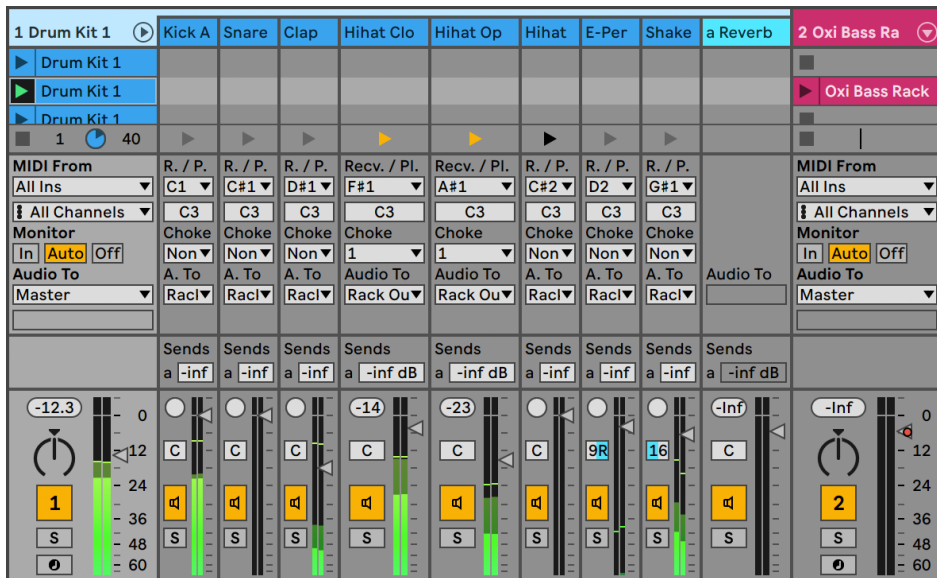 1 Drum Kit 1
Kick A
Snare
Clap
Hihat Clo
Hihat Op
Hihat
E-Per
Shake
a Reverb
2 Oxi Bass Ra
Drum Kit 1
Drum Kit 1
Oxi Bass Rack
Drum Kit 1
1 40
MIDI From
R. / P.
R. / P.
R. / P.
Recv. / Pl.
Recv. / Pl.
R. / P.
R. / P.
R. / P.
MIDI From
All Ins
C1
C#1
D#1
F#1
A#1
C#2
D2
G#1
All Ins
All Channels
C3
C3
C3
C3
C3
C3
C3
C3
All Channels
Monitor
Choke
Choke
Choke
Choke
Choke
Choke
Choke
Choke
Monitor
In Auto Off
Non
Non
Non
1
1
Non
Non
Non
In Auto Off
Audio To
A. To
A. To
A. To
Audio To
Audio To
A. To
A. To
A. To
Audio To
Audio To
Master
Racl
Racl
Racl
Rack Ou
Rack Ou
Racl
Racl
Racl
Master
Sends
Sends
Sends
Sends
Sends
Sends
Sends
Sends
Sends
a -inf
a -inf
a -inf
a -inf dB
a -inf dB
a -inf
a -inf
a -inf
a -inf dB
-12.3
0
-14
-23
-Inf
-Inf
0
12
C
C
C
C
C
C
9R
16
C
12
24
24
1
2
36
36
S
S
S
S
S
S
S
S
S
S
48
48
60
60